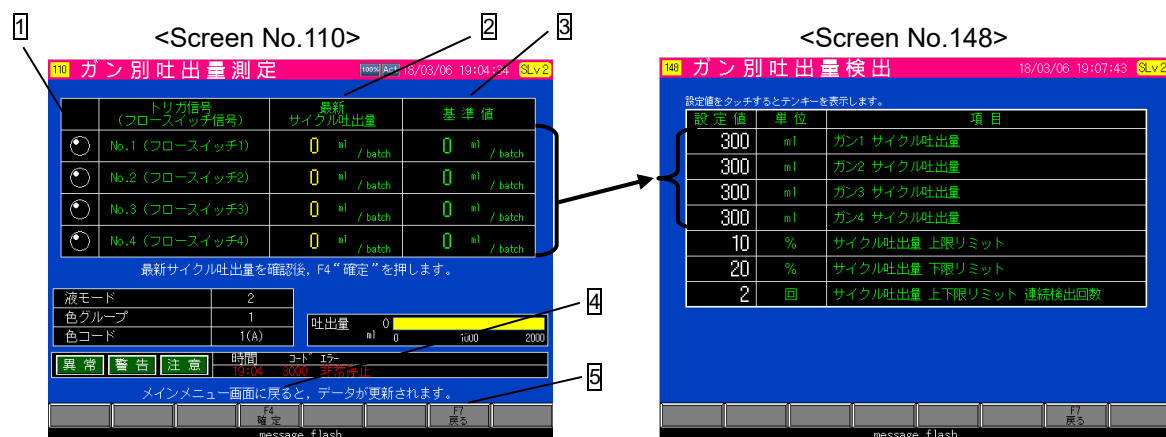 1
2
3
<Screen No.110>
<Screen No.148>
110 ガン別吐出量測定 100% Act 18/03/06 19:04:34 SLv2
トリガ信号
(フロースイッチ信号)
最新
サイクル吐出量
基準値
No.1 (フロースイッチ1) 0 ml / batch 0 ml / batch
No.2 (フロースイッチ2) 0 ml / batch 0 ml / batch
No.3 (フロースイッチ3) 0 ml / batch 0 ml / batch
No.4 (フロースイッチ4) 0 ml / batch 0 ml / batch
最新サイクル吐出量を確認後, F4“確定”を押します。
液モード 2
色グループ 1
色コード 1(A)
吐出量 0
ml 0 1000 2000
4
異常 警告 注意
時間 コード エラー
19:04 9000 非常停止
メインメニュー画面に戻ると, データが更新されます。
5
F4
確定
F7
戻る
message flash
148 ガン別吐出量検出 18/03/06 19:07:43 SLv2
設定値をタッチするとテンキーを表示します。
設定値 単位 項目
300 ml ガン1 サイクル吐出量
300 ml ガン2 サイクル吐出量
300 ml ガン3 サイクル吐出量
300 ml ガン4 サイクル吐出量
10 % サイクル吐出量 上限リミット
20 % サイクル吐出量 下限リミット
2 回 サイクル吐出量 上下限リミット 連続検出回数
F7
戻る
message flash